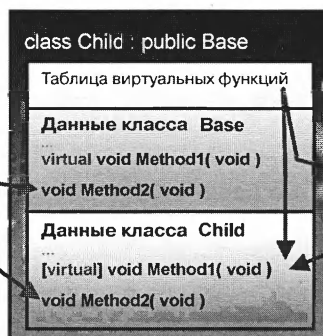 class Child : public Base
Таблица виртуальных функций
Данные класса Base
...
virtual void Method1( void )
void Method2( void )
Данные класса Child
...
[virtual] void Method1( void )
void Method2( void )